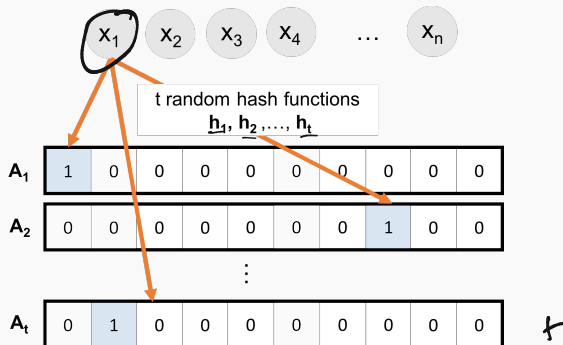 x1 x2 x3 x4 … xn
t random hash functions
h1, h2 ,…, ht
A1 1 0 0 0 0 0 0 0 0 0
A2 0 0 0 0 0 0 0 1 0 0
⋮
At 0 1 0 0 0 0 0 0 0 0